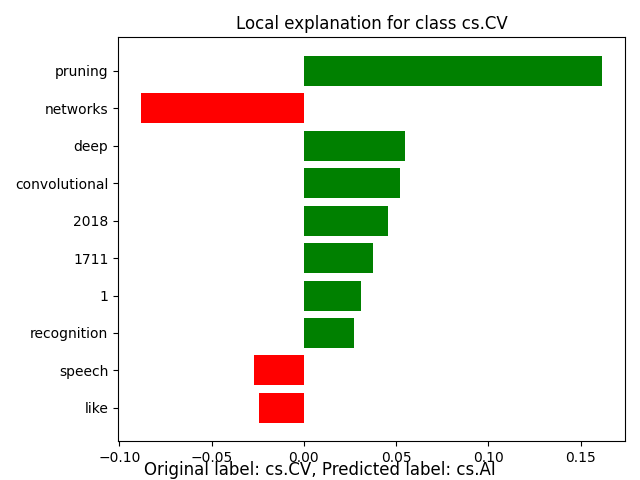 Local explanation for class cs.CV
pruning
networks
deep
convolutional
2018
1711
1
recognition
speech
like
−0.10 −0.05 0.00 0.05 0.10 0.15
Original label: cs.CV, Predicted label: cs.AI